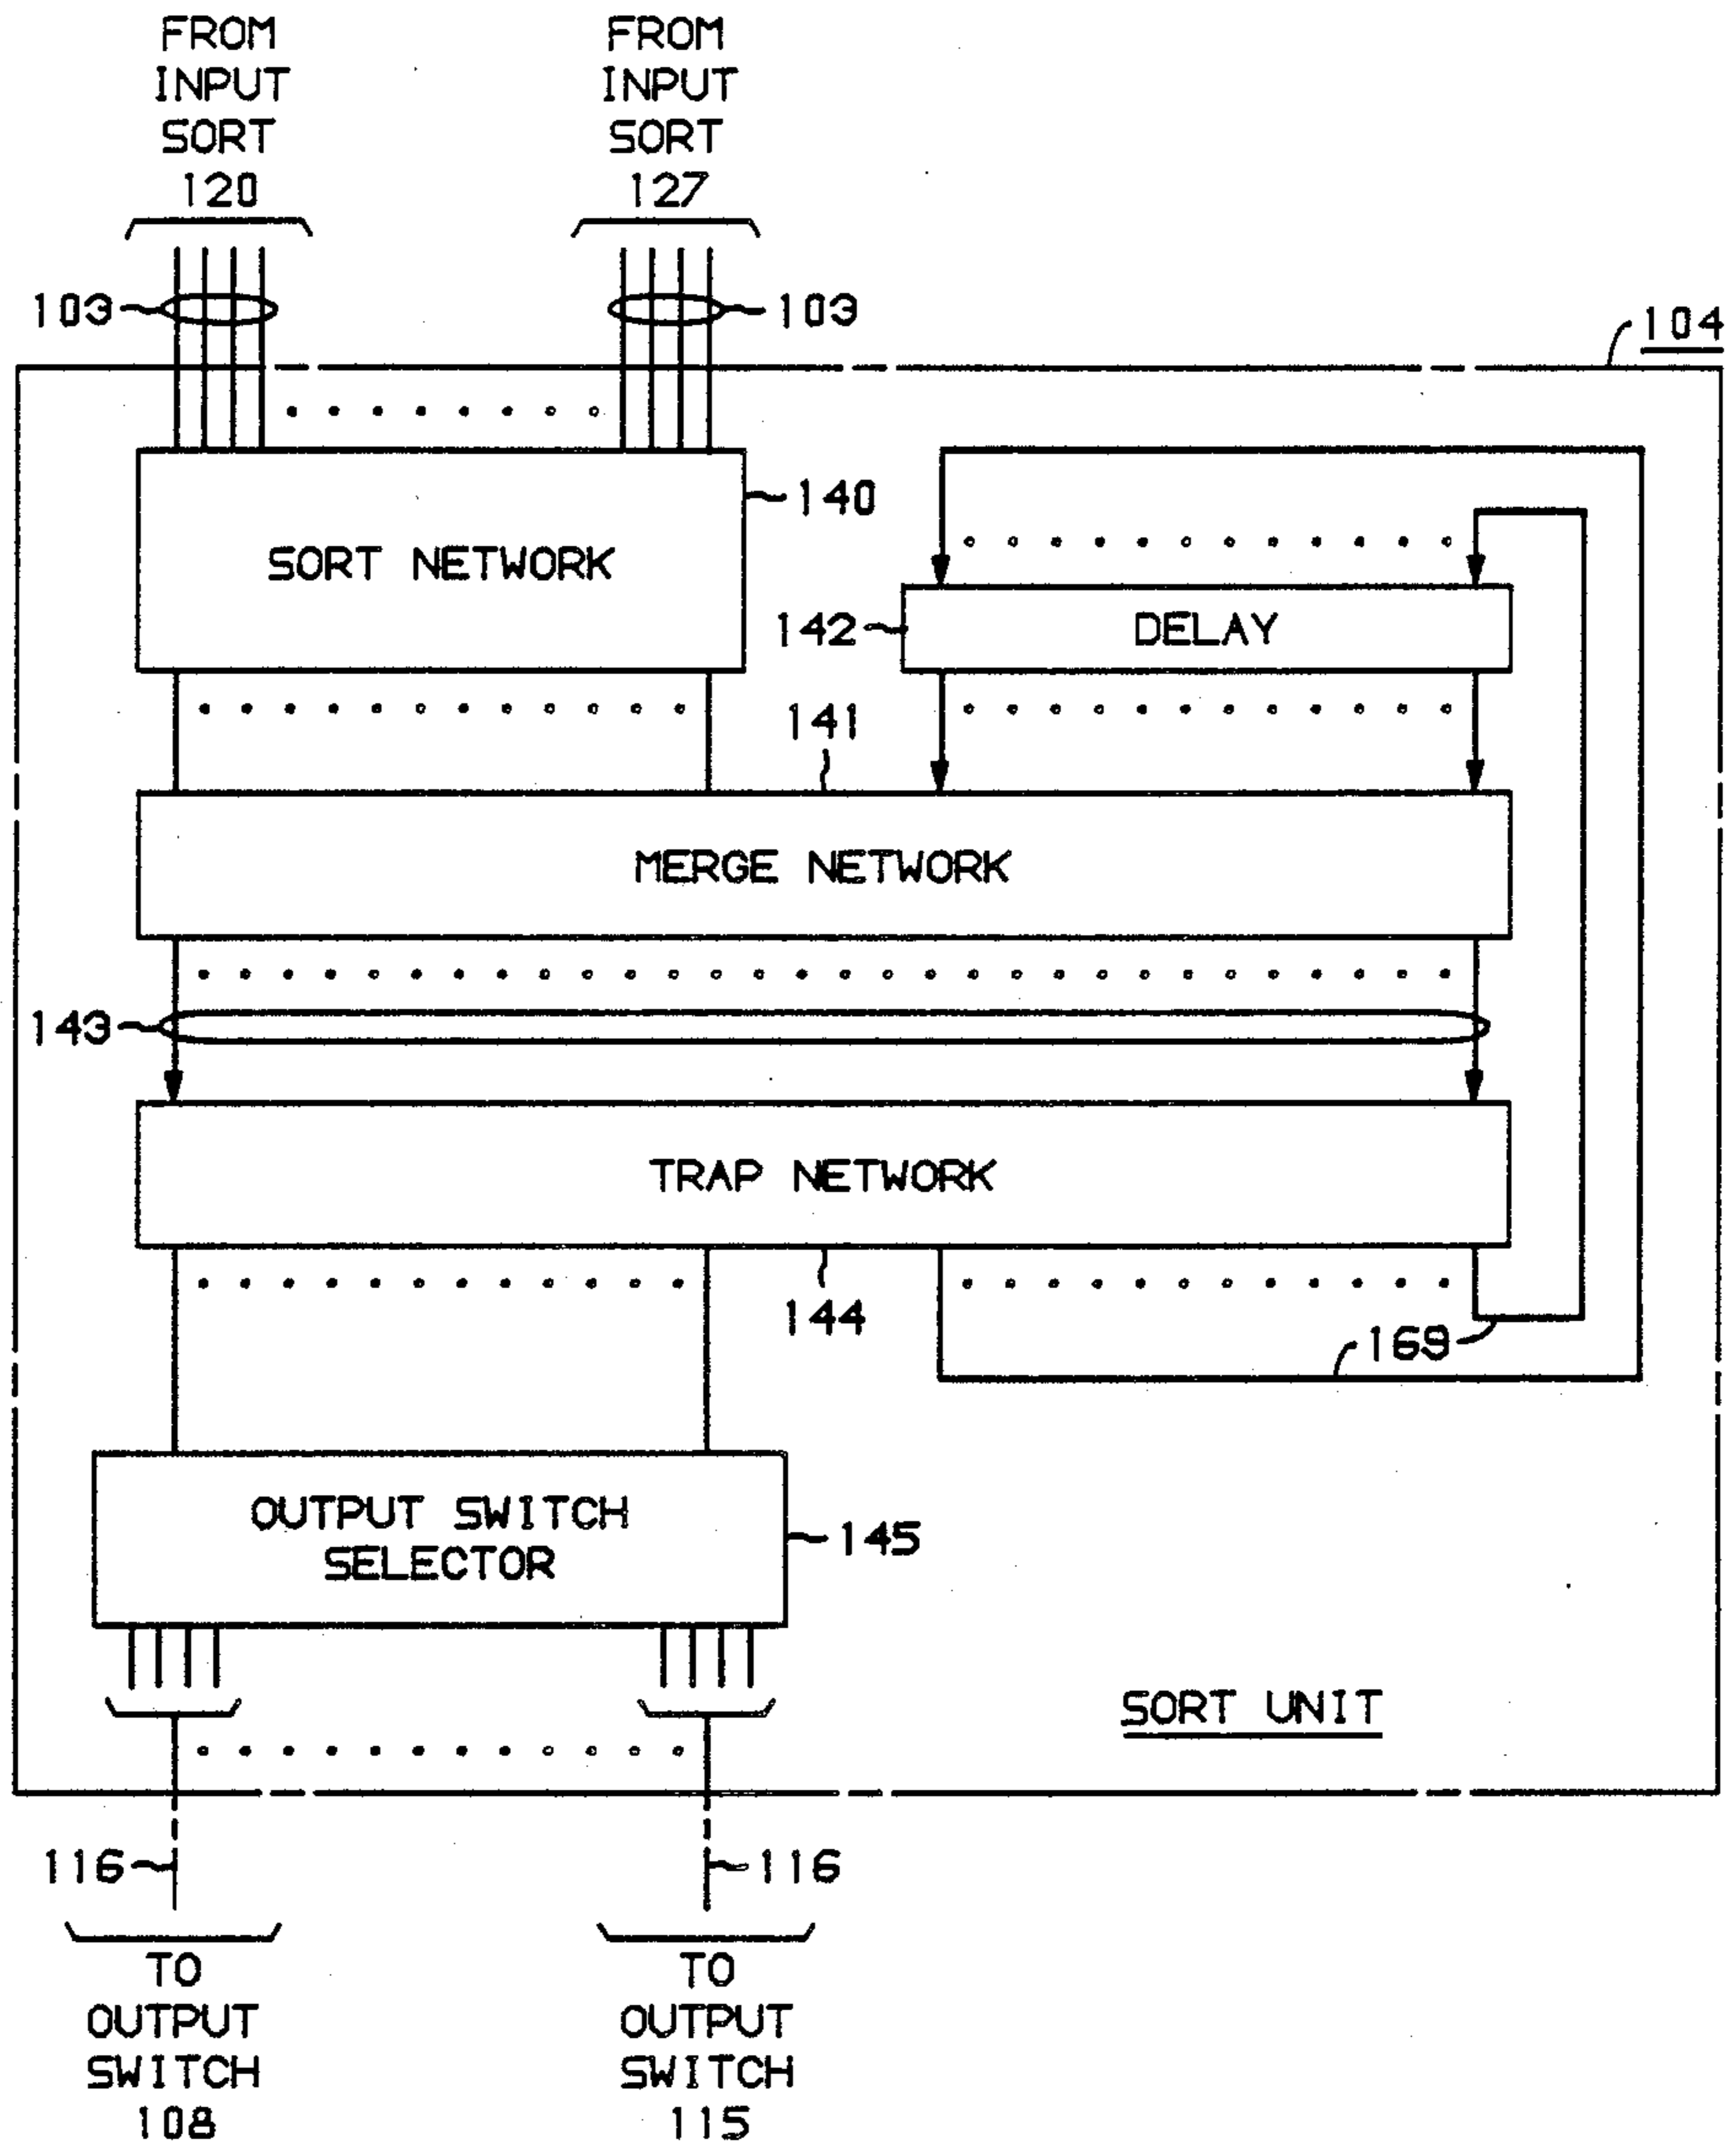 FROM
INPUT
SORT
120
FROM
INPUT
SORT
127
103
103
104
140
SORT NETWORK
142
DELAY
141
MERGE NETWORK
143
TRAP NETWORK
144
169
OUTPUT SWITCH
SELECTOR
145
SORT UNIT
116
116
TO
OUTPUT
SWITCH
108
TO
OUTPUT
SWITCH
115